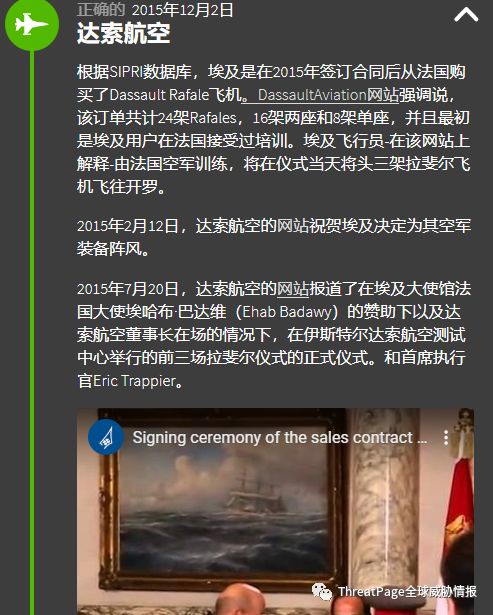 正确的 2015年12月2日
达索航空
根据SIPRI数据库，埃及是在2015年签订合同后从法国购
买了Dassault Rafale飞机。DassaultAviation网站强调说，
该订单共计24架Rafales，16架两座和8架单座，并且最初
是埃及用户在法国接受过培训。埃及飞行员-在该网站上
解释-由法国空军训练，将在仪式当天将头三架拉斐尔飞
机飞往开罗。
2015年2月12日，达索航空的网站祝贺埃及决定为其空军
装备阵风。
2015年7月20日，达索航空的网站报道了在埃及大使馆法
国大使埃哈布·巴达维（Ehab Badawy）的赞助下以及达
索航空董事长在场的情况下，在伊斯特尔达索航空测试
中心举行的前三场拉斐尔仪式的正式仪式。和首席执行
官Eric Trappier。
Signing ceremony of the sales contract ...
ThreatPage全球威胁情报